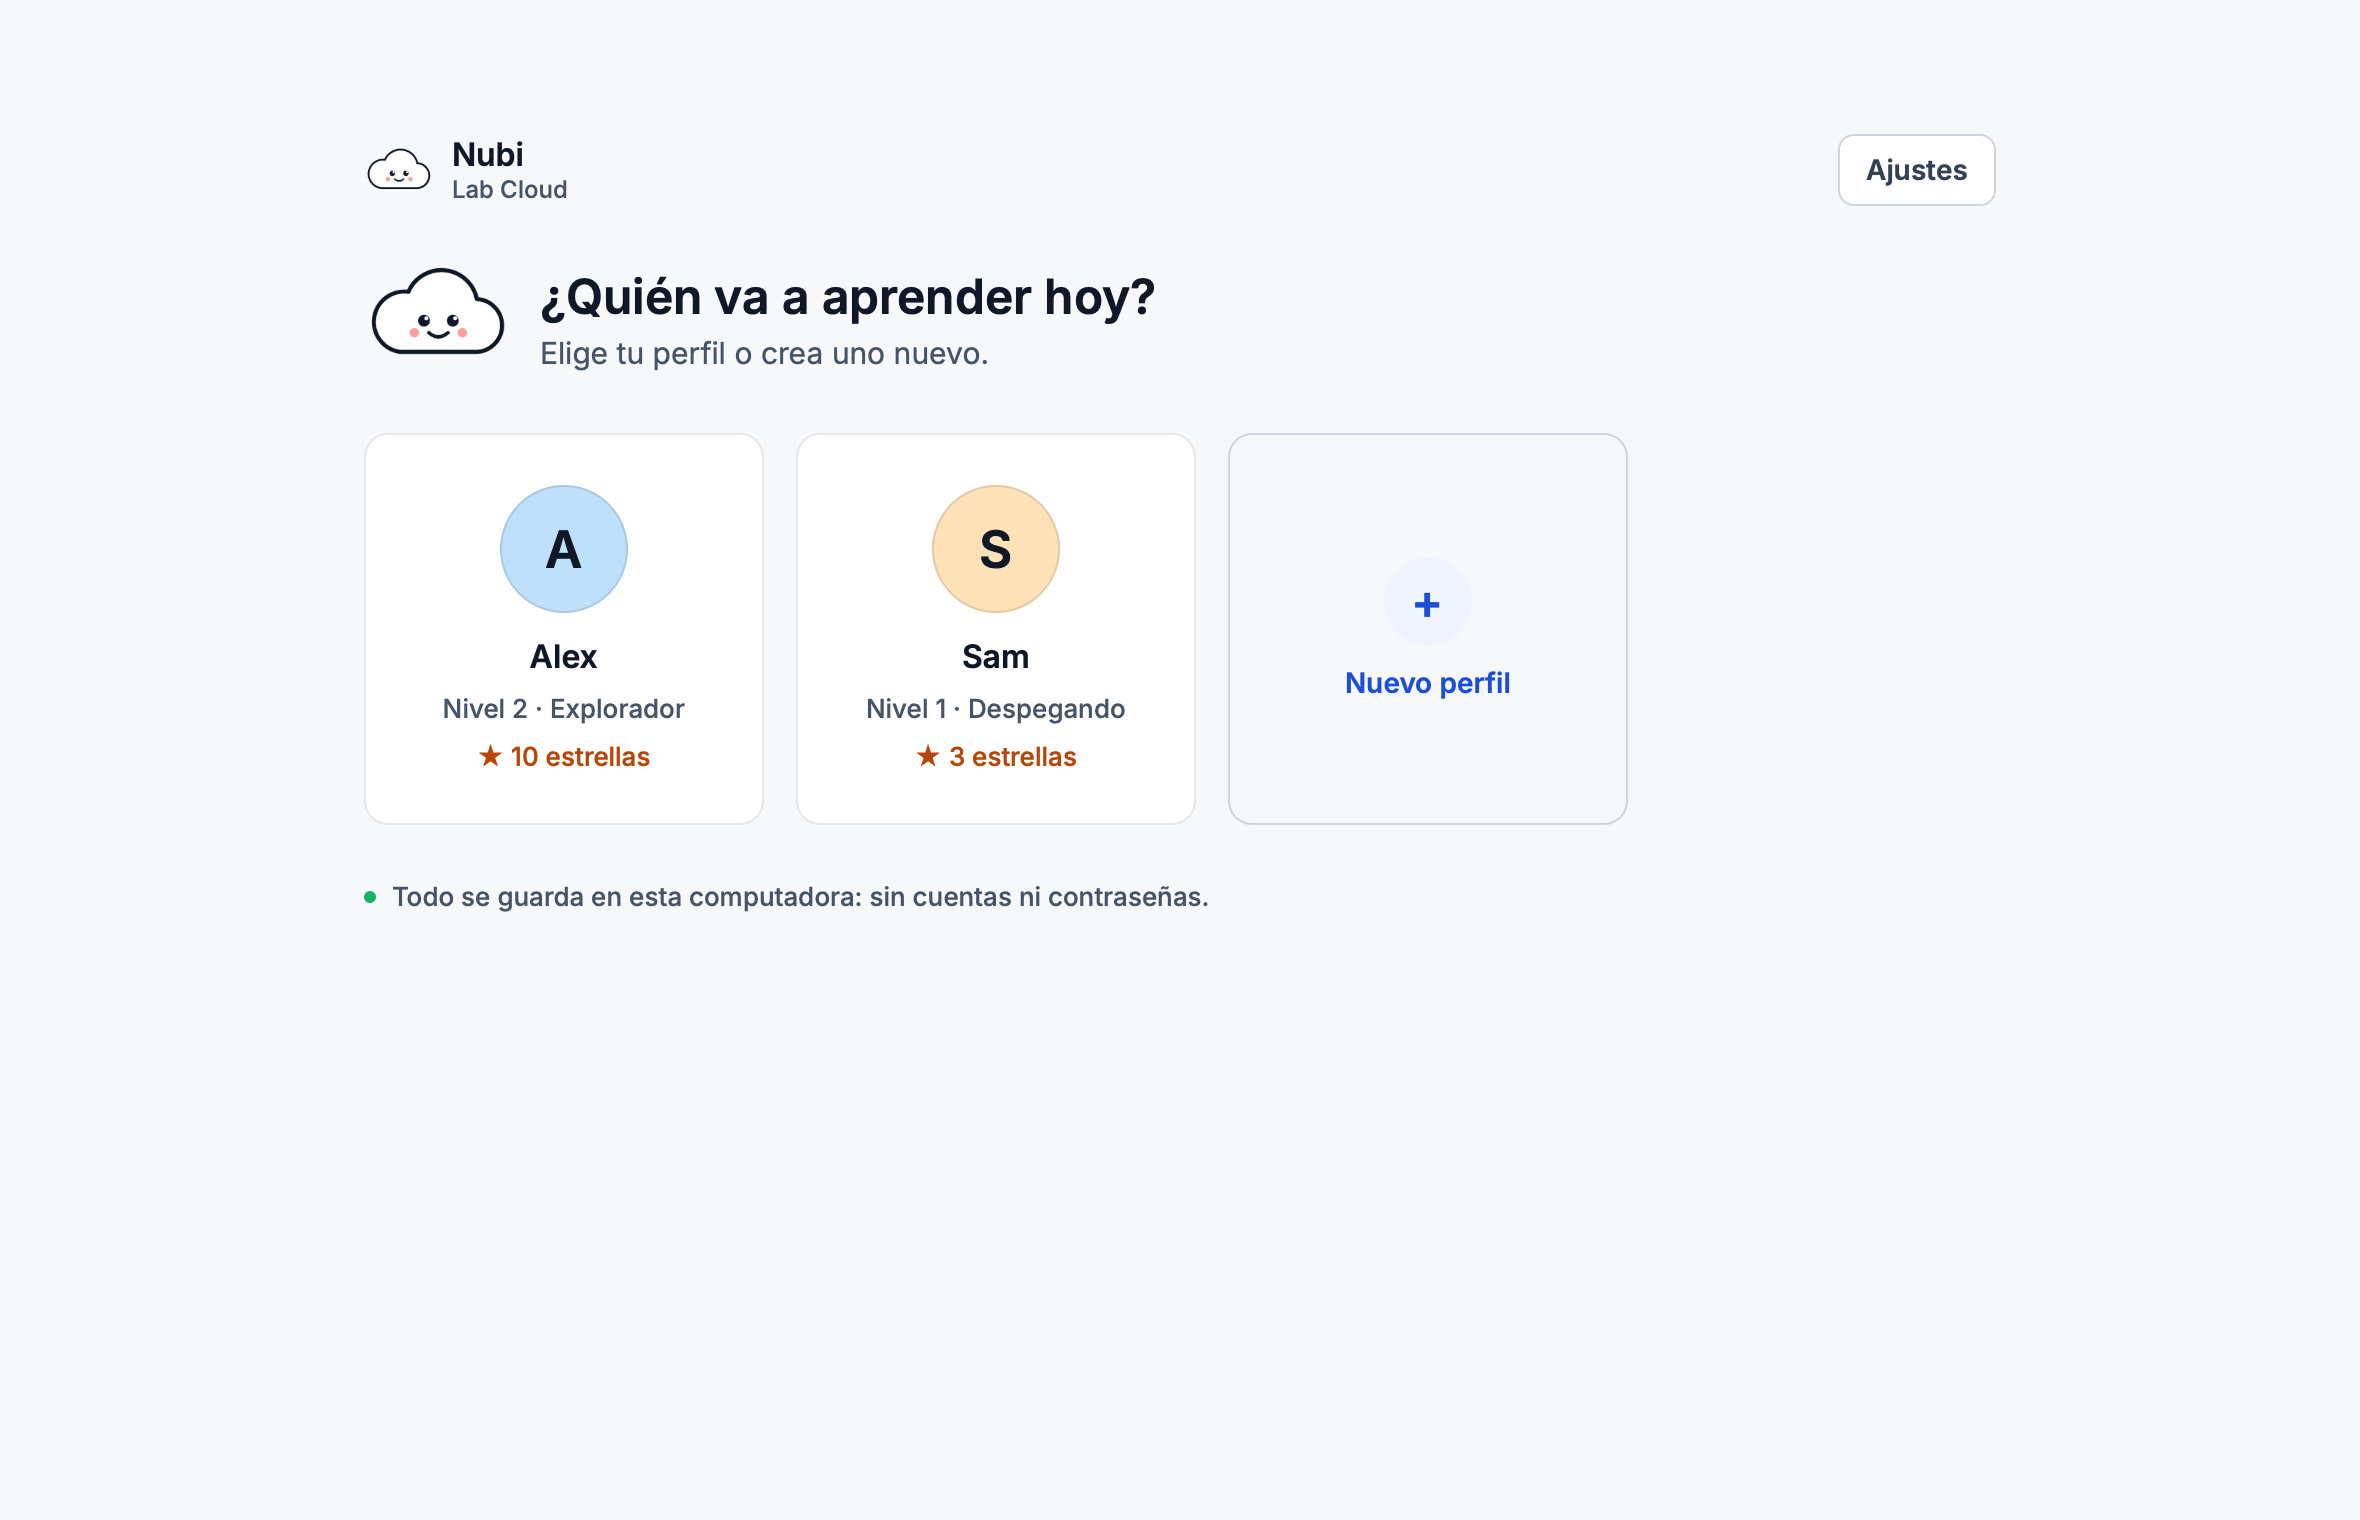 Nubi
Lab Cloud
Ajustes
¿Quién va a aprender hoy?
Elige tu perfil o crea uno nuevo.
A
Alex
Nivel 2 · Explorador
★ 10 estrellas
S
Sam
Nivel 1 · Despegando
★ 3 estrellas
+
Nuevo perfil
Todo se guarda en esta computadora: sin cuentas ni contraseñas.